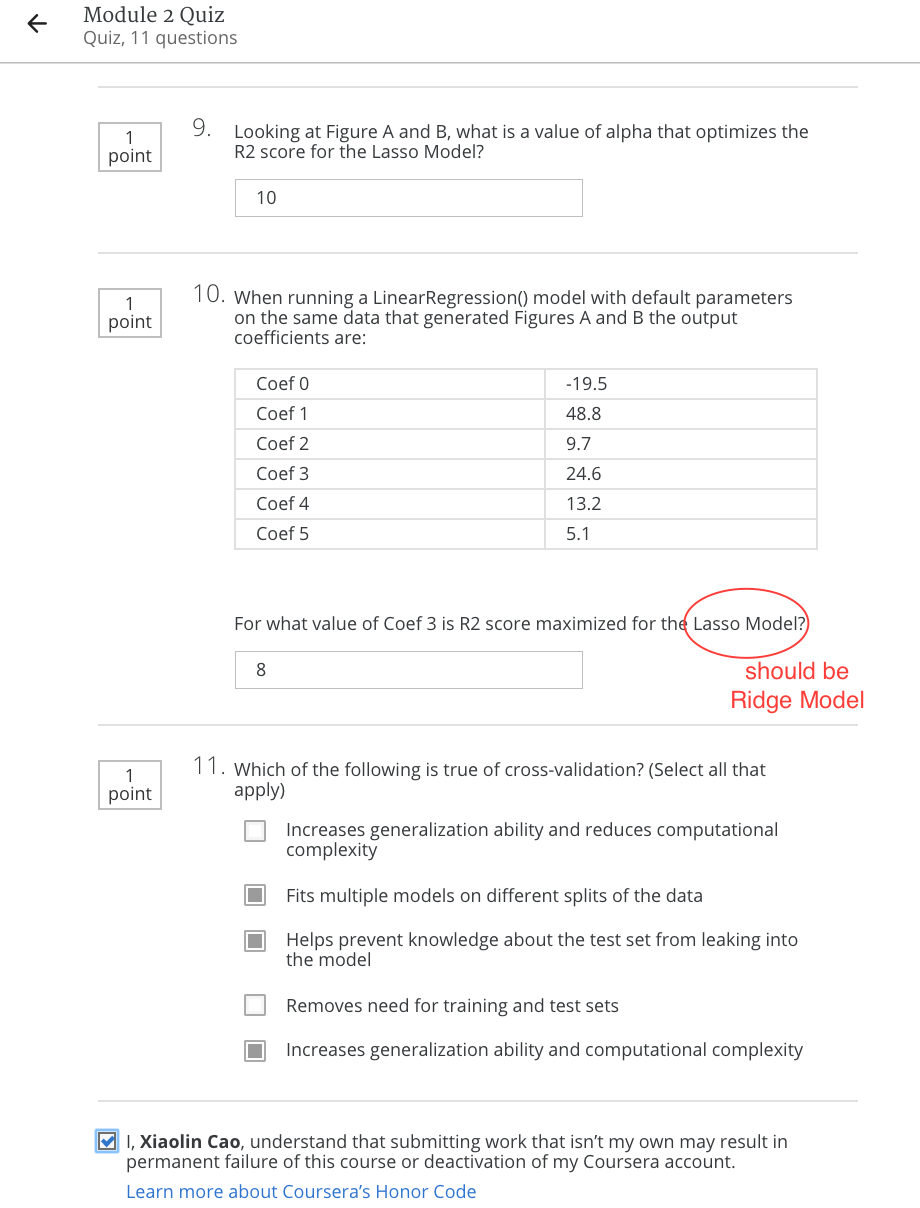 Module 2 Quiz
Quiz, 11 questions
1
point
9.
Looking at Figure A and B, what is a value of alpha that optimizes the
R2 score for the Lasso Model?
10
1
point
10.
When running a LinearRegression() model with default parameters
on the same data that generated Figures A and B the output
coefficients are:
Coef 0 -19.5
Coef 1 48.8
Coef 2 9.7
Coef 3 24.6
Coef 4 13.2
Coef 5 5.1
For what value of Coef 3 is R2 score maximized for the Lasso Model?
8
should be
Ridge Model
1
point
11.
Which of the following is true of cross-validation? (Select all that
apply)
Increases generalization ability and reduces computational
complexity
Fits multiple models on different splits of the data
Helps prevent knowledge about the test set from leaking into
the model
Removes need for training and test sets
Increases generalization ability and computational complexity
I, Xiaolin Cao, understand that submitting work that isn’t my own may result in
permanent failure of this course or deactivation of my Coursera account.
Learn more about Coursera’s Honor Code